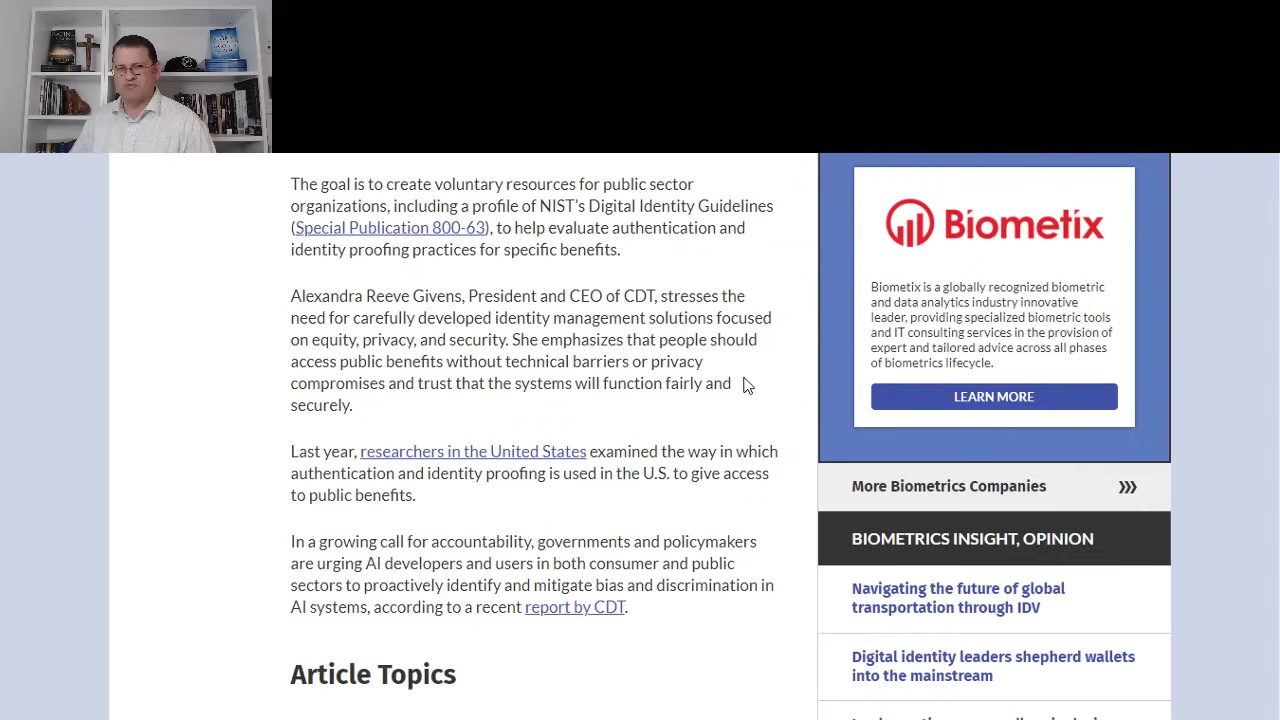 The goal is to create voluntary resources for public sector
organizations, including a profile of NIST’s Digital Identity Guidelines
(Special Publication 800-63), to help evaluate authentication and
identity proofing practices for specific benefits.
Alexandra Reeve Givens, President and CEO of CDT, stresses the
need for carefully developed identity management solutions focused
on equity, privacy, and security. She emphasizes that people should
access public benefits without technical barriers or privacy
compromises and trust that the systems will function fairly and
securely.
Last year, researchers in the United States examined the way in which
authentication and identity proofing is used in the U.S. to give access
to public benefits.
In a growing call for accountability, governments and policymakers
are urging AI developers and users in both consumer and public
sectors to proactively identify and mitigate bias and discrimination in
AI systems, according to a recent report by CDT.
Article Topics
Biometix
Biometix is a globally recognized biometric
and data analytics industry innovative
leader, providing specialized biometric tools
and IT consulting services in the provision of
expert and tailored advice across all phases
of biometrics lifecycle.
LEARN MORE
More Biometrics Companies
BIOMETRICS INSIGHT, OPINION
Navigating the future of global
transportation through IDV
Digital identity leaders shepherd wallets
into the mainstream